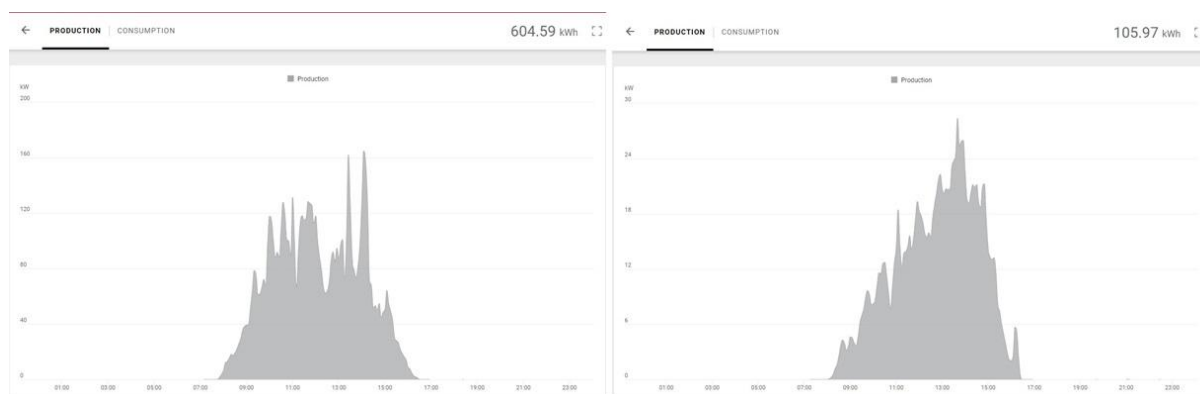 PRODUCTION CONSUMPTION 604.59 kWh
Production
kW
200
160
120
80
40
0
01:00 03:00 05:00 07:00 09:00 11:00 13:00 15:00 17:00 19:00 21:00 23:00
PRODUCTION CONSUMPTION 105.97 kWh
Production
kW
30
24
18
12
6
0
01:00 03:00 05:00 07:00 09:00 11:00 13:00 15:00 17:00 19:00 21:00 23:00